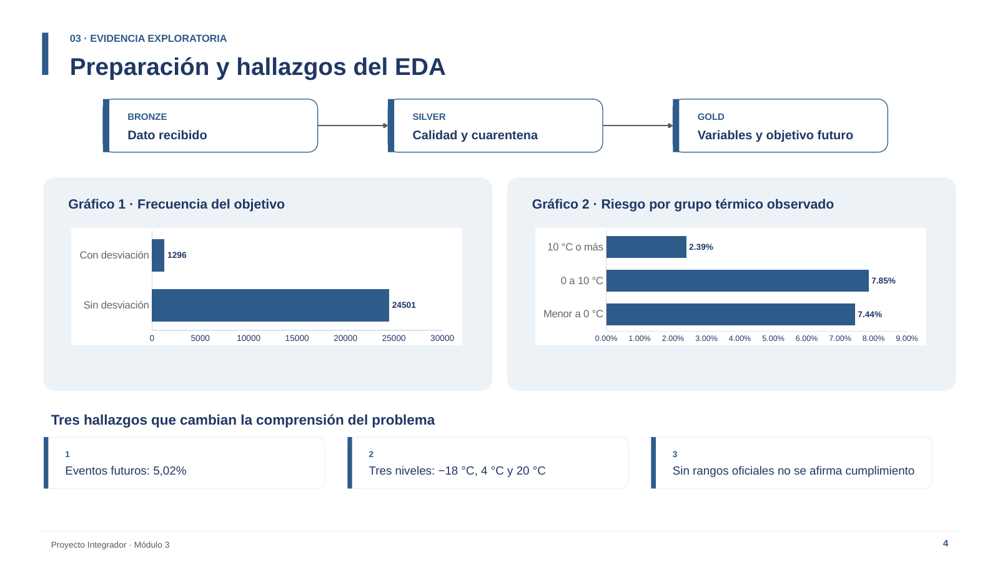 03 · EVIDENCIA EXPLORATORIA
Preparación y hallazgos del EDA
BRONZE
Dato recibido
SILVER
Calidad y cuarentena
GOLD
Variables y objetivo futuro
Gráfico 1 · Frecuencia del objetivo
Con desviación
1296
Sin desviación
24501
0 5000 10000 15000 20000 25000 30000
Gráfico 2 · Riesgo por grupo térmico observado
10 °C o más
2.39%
0 a 10 °C
7.85%
Menor a 0 °C
7.44%
0.00% 1.00% 2.00% 3.00% 4.00% 5.00% 6.00% 7.00% 8.00% 9.00%
Tres hallazgos que cambian la comprensión del problema
1
Eventos futuros: 5,02%
2
Tres niveles: −18 °C, 4 °C y 20 °C
3
Sin rangos oficiales no se afirma cumplimiento
Proyecto Integrador · Módulo 3
4